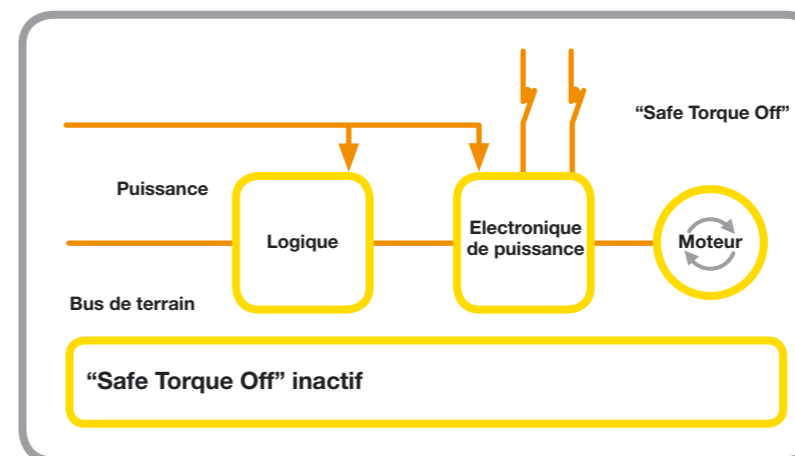 “Safe Torque Off”
Puissance
Logique
Electronique
de puissance
Moteur
Bus de terrain
“Safe Torque Off” inactif